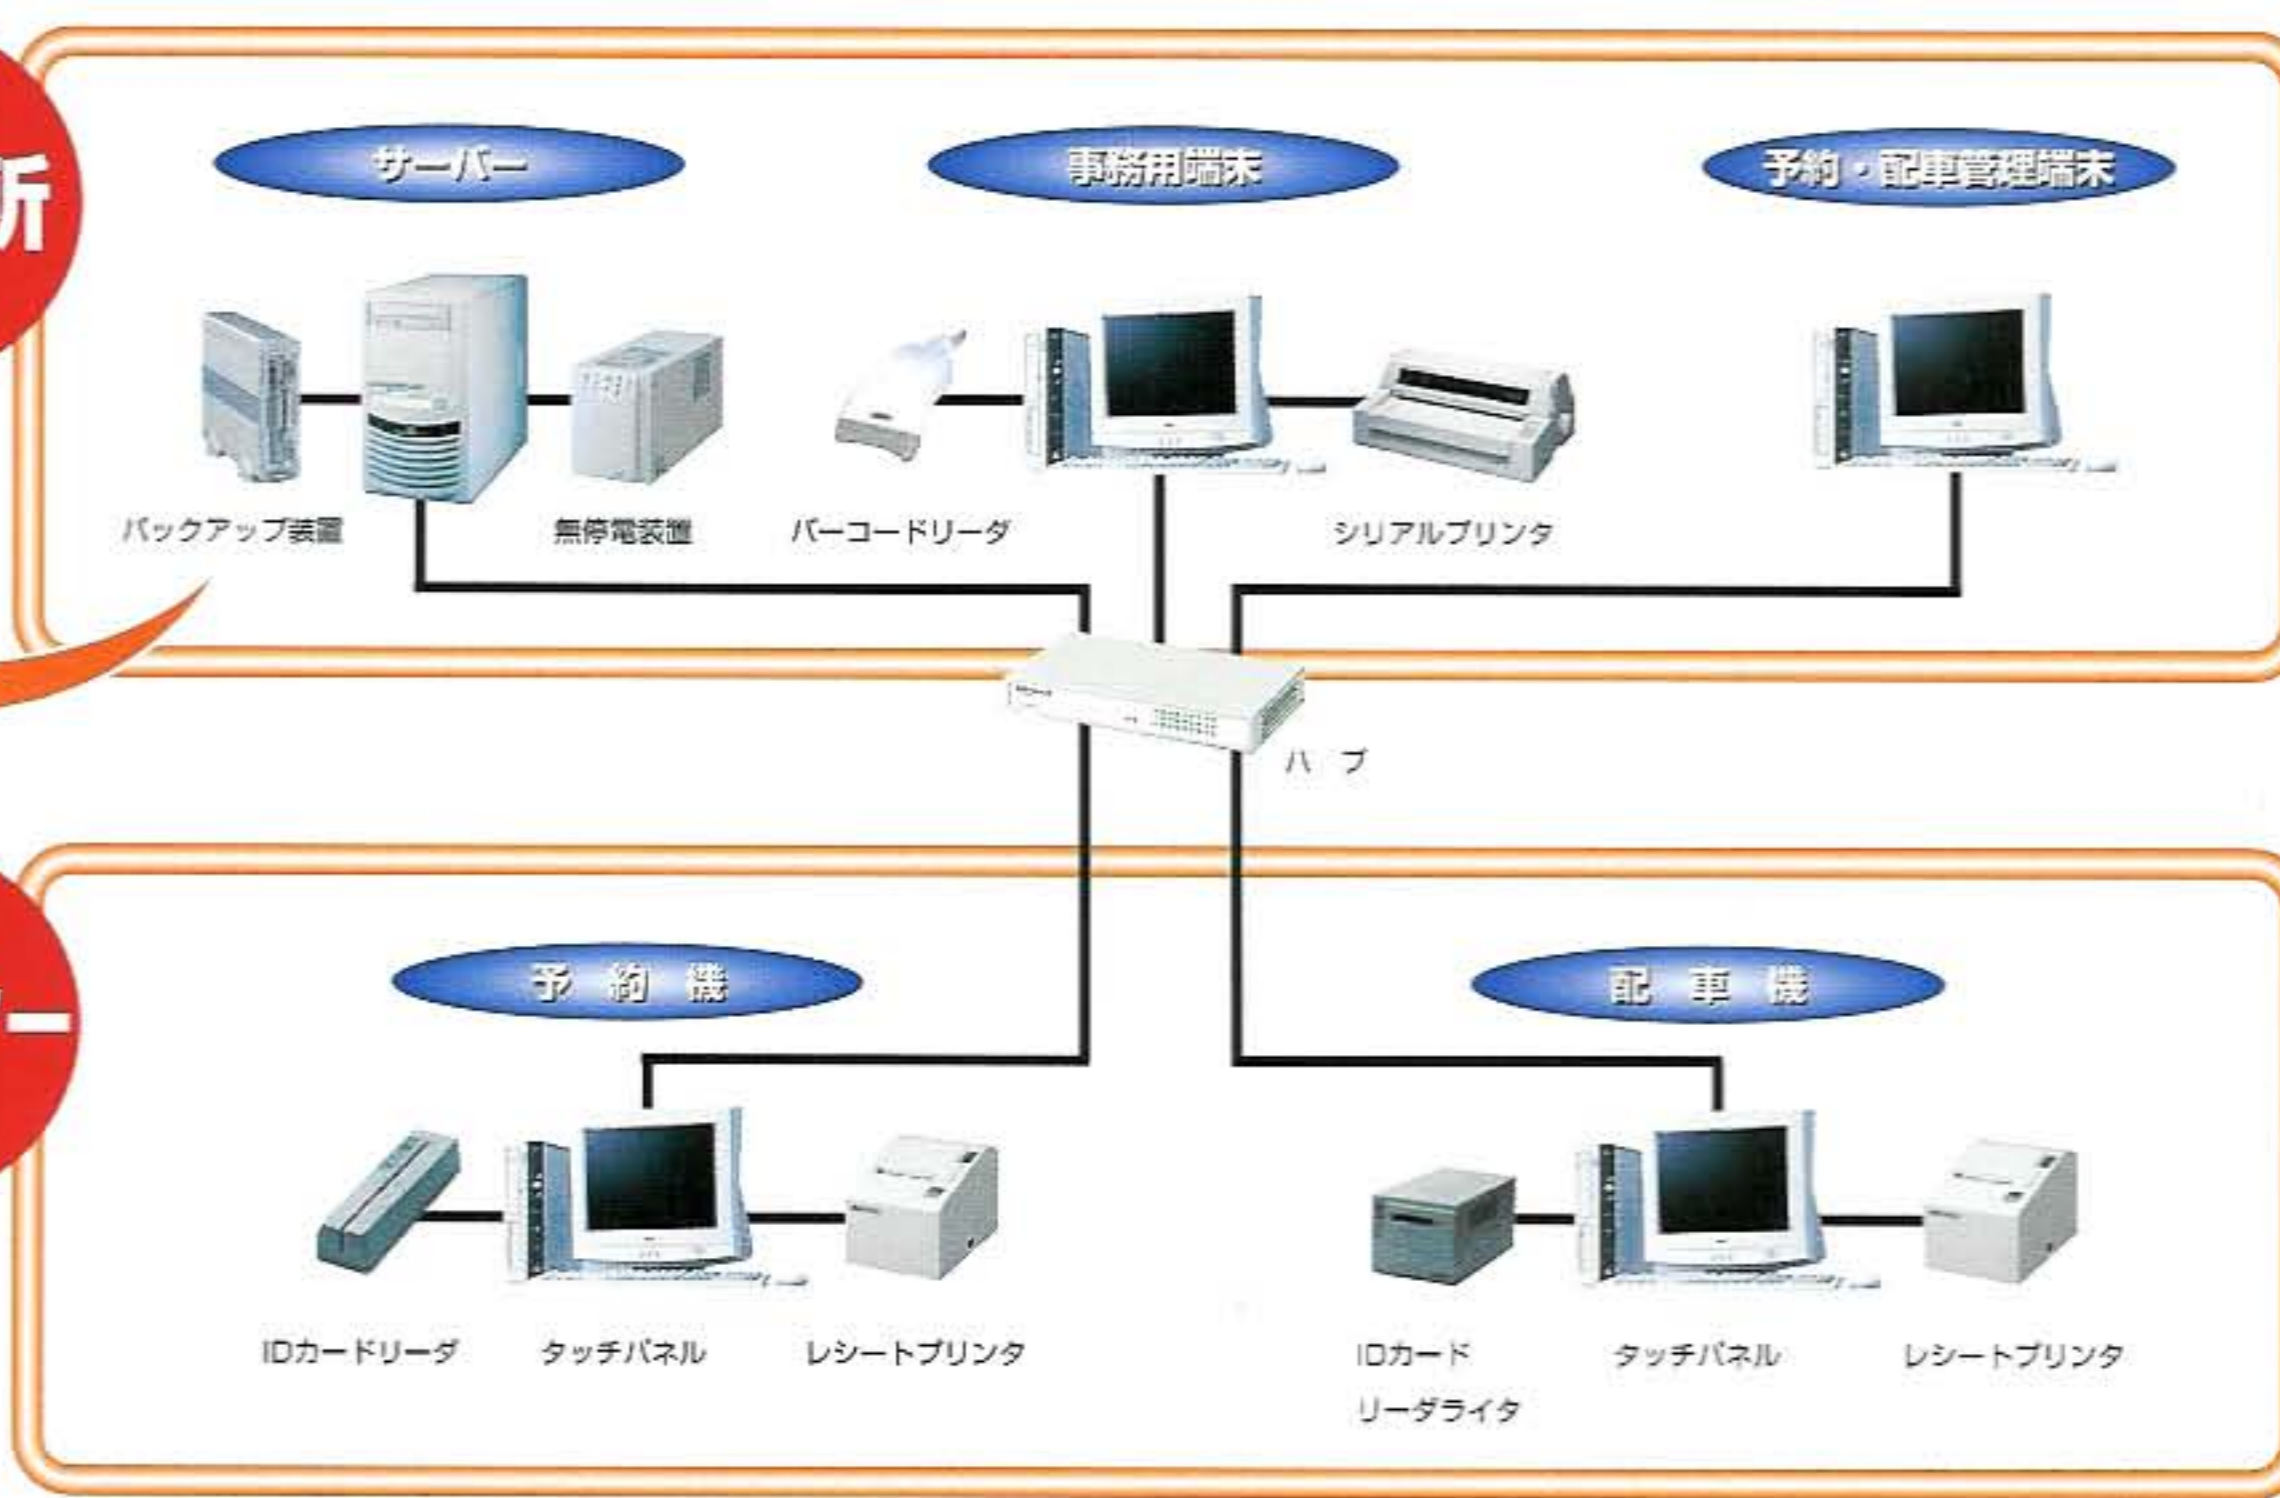 所
サーバー
事務用端末
予約・配車管理端末
バックアップ装置
無停電装置
バーコードリーダ
シリアルプリンタ
ハ ブ
ー
予 約 機
配 車 機
IDカードリーダ
タッチパネル
レシートプリンタ
IDカード
リーダライタ
タッチパネル
レシートプリンタ